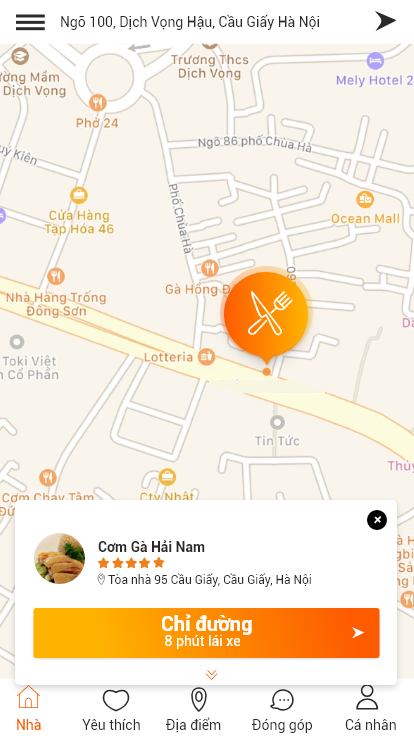 Ngõ 100, Dịch Vọng Hậu, Cầu Giấy Hà Nội
Trường Thcs
Dịch Vọng
ường Mầm
Dịch Vọng
Mely Hotel 2
Phở 24
Ngõ 86 phố Chùa Hà
uý Kiên
Phố Chùa Hà
Cửa Hàng
Tạp Hóa 46
Ocean Mall
Gà Hồng Đ
Nhà Hàng Trống
Đồng Sơn
Lotteria
Toki Việt
n Cổ Phần
Tin Tức
Thủy
Cơm Chay Tâm
Cty Nhật
Cơm Gà Hải Nam
Tòa nhà 95 Cầu Giấy, Cầu Giấy, Hà Nội
Chỉ đường
8 phút lái xe
Nhà
Yêu thích
Địa điểm
Đóng góp
Cá nhân